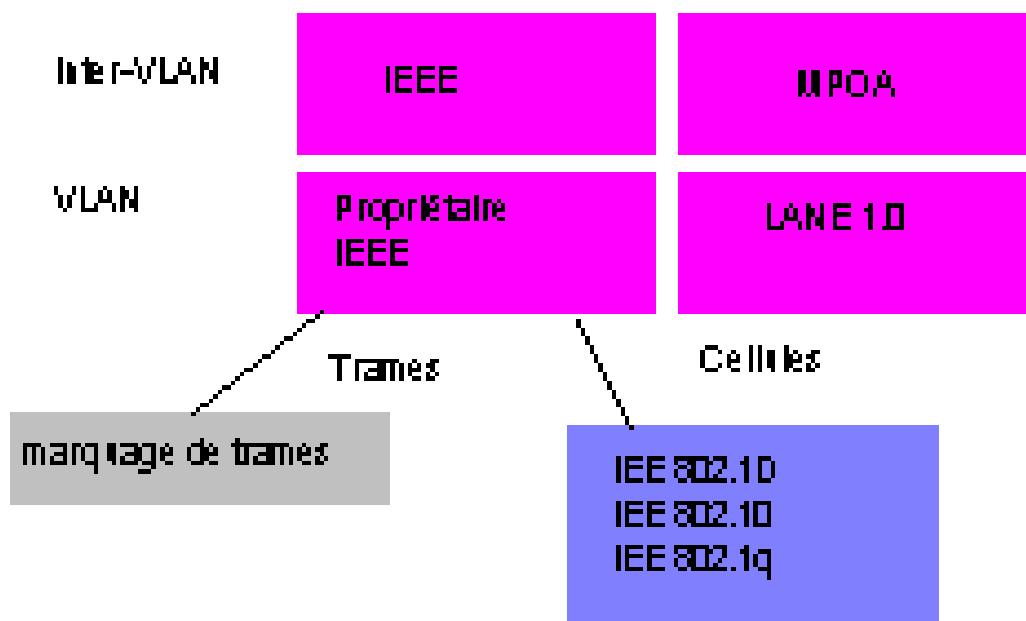 Inter-VLAN
IEEE
MPOA
VLAN
Propriétaire
IEEE
LANE 1.0
Trames
Cellules
marquage de trames
IEE 802.1D
IEE 802.10
IEE 802.1q